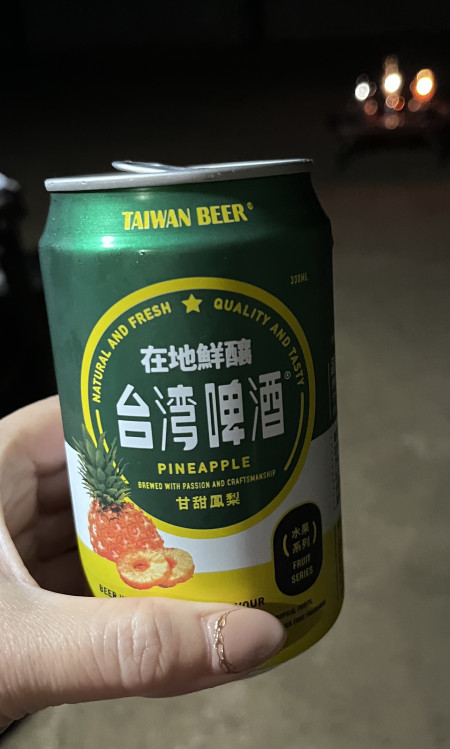 TAIWAN BEER®
330ML
NATURAL AND FRESH ★ QUALITY AND TASTY
在地鮮釀
台湾啤酒®
PINEAPPLE
BREWED WITH PASSION AND CRAFTSMANSHIP
甘甜鳳梨
(水果系列)
FRUIT
SERIES
BEER